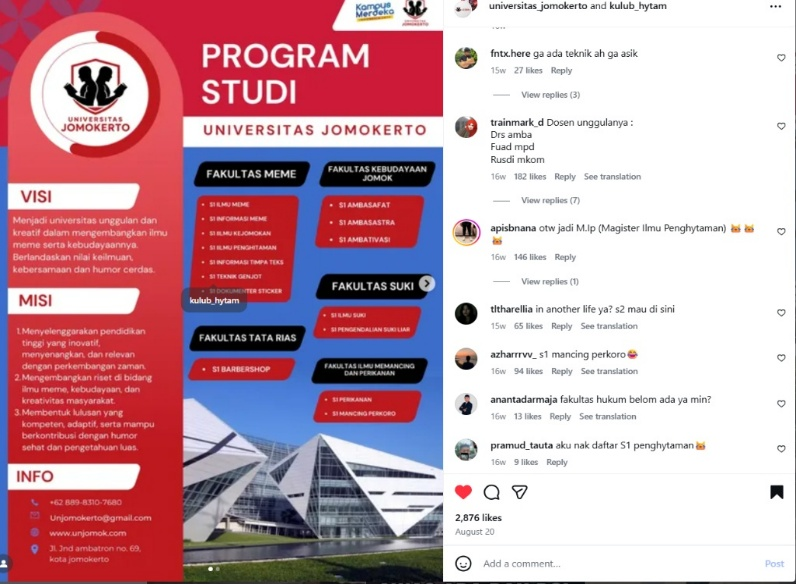 Kampus
Merdeka
PROGRAM
STUDI
UNIVERSITAS
JOMOKERTO
UNIVERSITAS JOMOKERTO
VISI
Menjadi universitas unggulan dan
kreatif dalam mengembangkan ilmu
meme serta kebudayaannya.
Berlandaskan nilai keilmuan,
kebersamaan dan humor cerdas.
MISI
1.Menyelenggarakan pendidikan
tinggi yang inovatif,
menyenangkan, dan relevan
dengan perkembangan zaman.
2.Mengembangkan riset di bidang
ilmu meme, kebudayaan, dan
kreativitas masyarakat.
3.Membentuk lulusan yang
kompeten, adaptif, serta mampu
berkontribusi dengan humor
sehat dan pengetahuan luas.
INFO
+62 889-8310-7680
Unjomokerto@gmail.com
www.unjomok.com
Jl. Jnd ambatron no. 69,
kota jomokerto
FAKULTAS MEME
S1 ILMU MEME
S1 INFORMASI MEME
S1 ILMU KEJOMOKAN
S1 ILMU PENGHITAMAN
S1 INFORMASI TIMPA TEKS
S1 TEKNIK GENJOT
S1 DOKUMENTER STICKER
kulub_hytam
FAKULTAS TATA RIAS
S1 BARBERSHOP
FAKULTAS KEBUDAYAAN
JOMOK
S1 AMBASAFAT
S1 AMBASASTRA
S1 AMBATIVASI
FAKULTAS SUKI
S1 ILMU SUKI
S1 PENGENDALIAN SUKI LIAR
FAKULTAS ILMU MEMANCING
DAN PERIKANAN
S1 PERIKANAN
S1 MANCING PERKORO
universitas_jomokerto and kulub_hytam
fntx.here ga ada teknik ah ga asik
15w 27 likes Reply
View replies (3)
trainmark_d Dosen unggulanya :
Drs amba
Fuad mpd
Rusdi mkom
16w 182 likes Reply See translation
View replies (7)
apisbnana otw jadi M.Ip (Magister Ilmu Penghytaman) 😹 😹
😹
16w 146 likes Reply
View replies (1)
tltharellia in another life ya? s2 mau di sini
15w 65 likes Reply See translation
azharrrvv_ s1 mancing perkoro😂
16w 94 likes Reply See translation
anantadarmaja fakultas hukum belom ada ya min?
16w 13 likes Reply See translation
pramud_tauta aku nak daftar S1 penghytaman😹
16w 9 likes Reply
2,876 likes
August 20
Add a comment...
Post